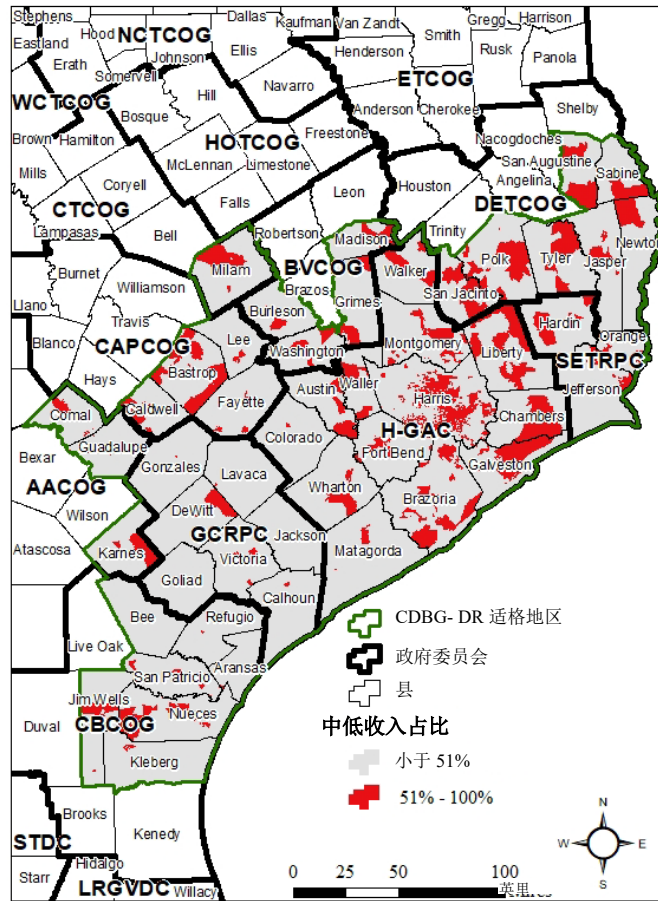 Stephens
Hood
NCTCOG
Dallas
Kaufman
Van Zandt
Gregg
Harrison
Eastland
Erath
Johnson
Ellis
Henderson
Smith
Rusk
Panola
Somervell
Hill
Navarro
ETCOG
WCTCOG
Bosque
Anderson
Cherokee
Shelby
Brown
Hamilton
HOTCOG
Freestone
Nacogdoches
McLennan
Limestone
San Augustine
Sabine
Mills
Coryell
Leon
Houston
Angelina
CTCOG
Falls
DETCOG
Lampasas
Bell
Robertson
Madison
Trinity
Newton
Burnet
Milam
BVCOG
Walker
Polk
Tyler
Jasper
Williamson
Brazos
Grimes
San Jacinto
Llano
Burleson
Travis
Hardin
Blanco
CAPCOG
Lee
Washington
Montgomery
Liberty
Orange
SETRPC
Hays
Bastrop
Austin
Waller
Harris
Jefferson
Comal
Caldwell
Fayette
Chambers
Guadalupe
Colorado
H-GAC
Bexar
Gonzales
Fort Bend
Galveston
AACOG
Lavaca
Wharton
Brazoria
Wilson
DeWitt
GCRPC
Jackson
Atascosa
Karnes
Victoria
Matagorda
Goliad
Calhoun
Bee
Refugio
Live Oak
Aransas
San Patricio
Jim Wells
Nueces
Duval
CBCOG
Kleberg
Brooks
Kenedy
STDC
Hidalgo
Starr
LRGVDC
Willacy
CDBG- DR 适格地区
政府委员会
县
中低收入占比
小于 51%
51% - 100%
N
W
E
S
0 25 50 100
英里